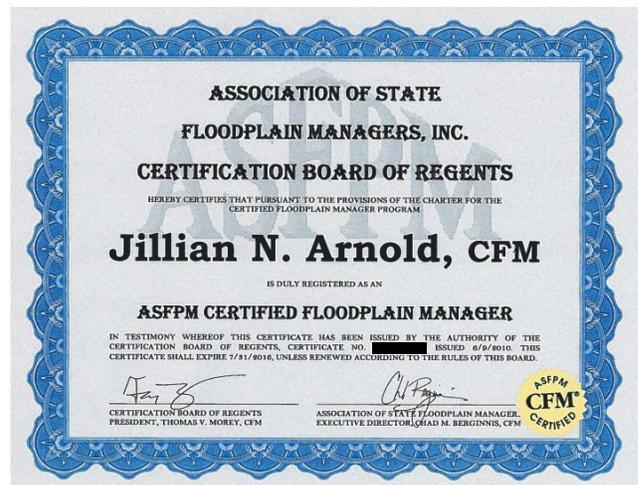 ASSOCIATION OF STATE
FLOODPLAIN MANAGERS, INC.
CERTIFICATION BOARD OF REGENTS
HEREBY CERTIFIES THAT PURSUANT TO THE PROVISIONS OF THE CHARTER FOR THE
CERTIFIED FLOODPLAIN MANAGER PROGRAM
Jillian N. Arnold, CFM
IS DULY REGISTERED AS AN
ASFPM CERTIFIED FLOODPLAIN MANAGER
IN TESTIMONY WHEREOF THIS CERTIFICATE HAS BEEN ISSUED BY THE AUTHORITY OF THE
CERTIFICATION BOARD OF REGENTS, CERTIFICATE NO. ISSUED 6/9/2010. THIS
CERTIFICATE SHALL EXPIRE 7/31/2016, UNLESS RENEWED ACCORDING TO THE RULES OF THIS BOARD.
CERTIFICATION BOARD OF REGENTS
PRESIDENT, THOMAS V. MOREY, CFM
ASSOCIATION OF STATE FLOODPLAIN MANAGER
EXECUTIVE DIRECTOR, CHAD M. BERGINNIS, CFM
ASFPM
CFM®
CERTIFIED
ASFPM